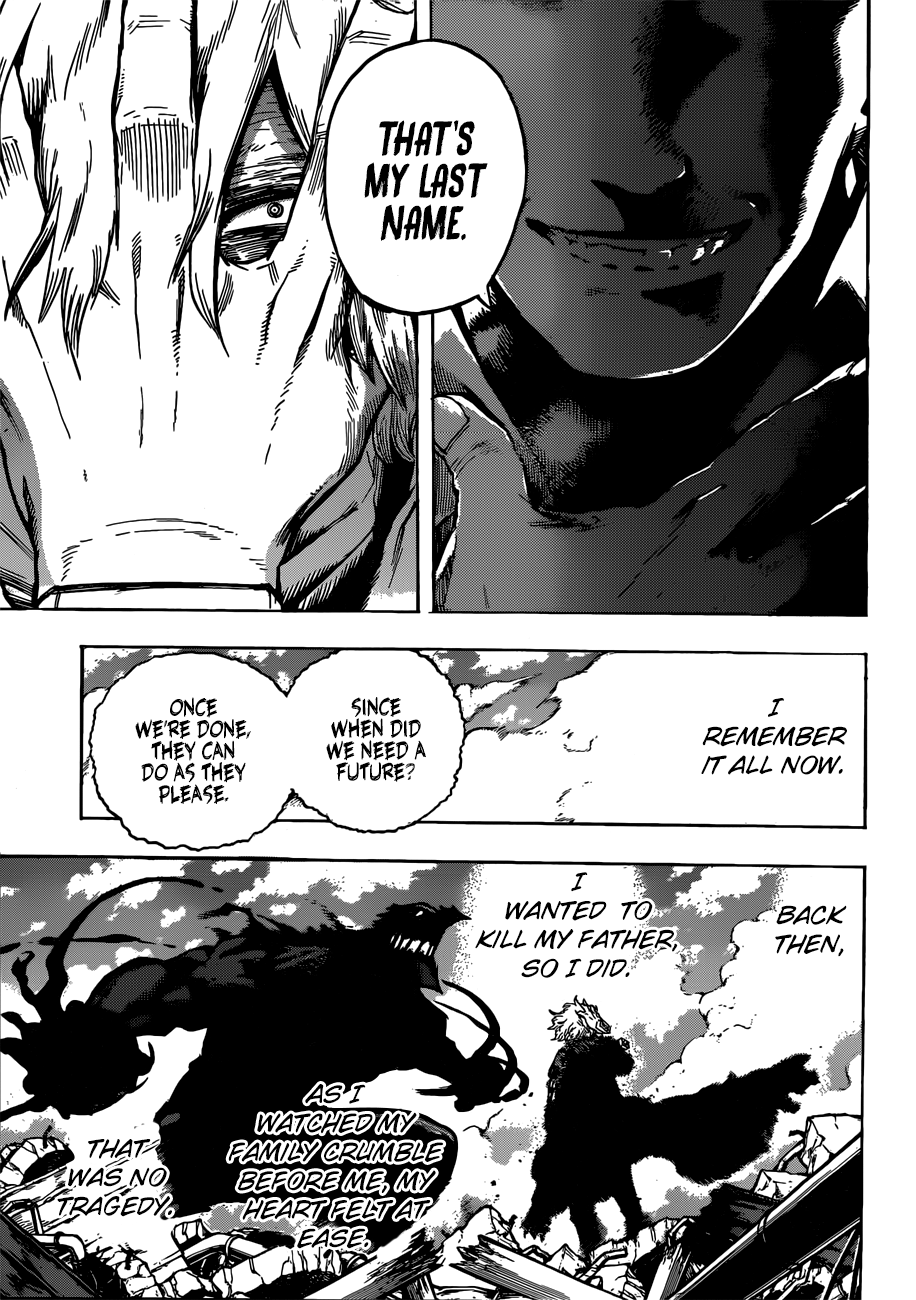 THAT'S
MY LAST
NAME.
I
REMEMBER
IT ALL NOW.
SINCE
WHEN DID
WE NEED A
FUTURE?
ONCE
WE'RE DONE,
THEY CAN
DO AS THEY
PLEASE.
BACK
THEN,
I
WANTED TO
KILL MY FATHER,
SO I DID.
AS I
WATCHED MY
FAMILY CRUMBLE
BEFORE ME, MY
HEART FELT AT
EASE.
THAT
WAS NO
TRAGEDY.